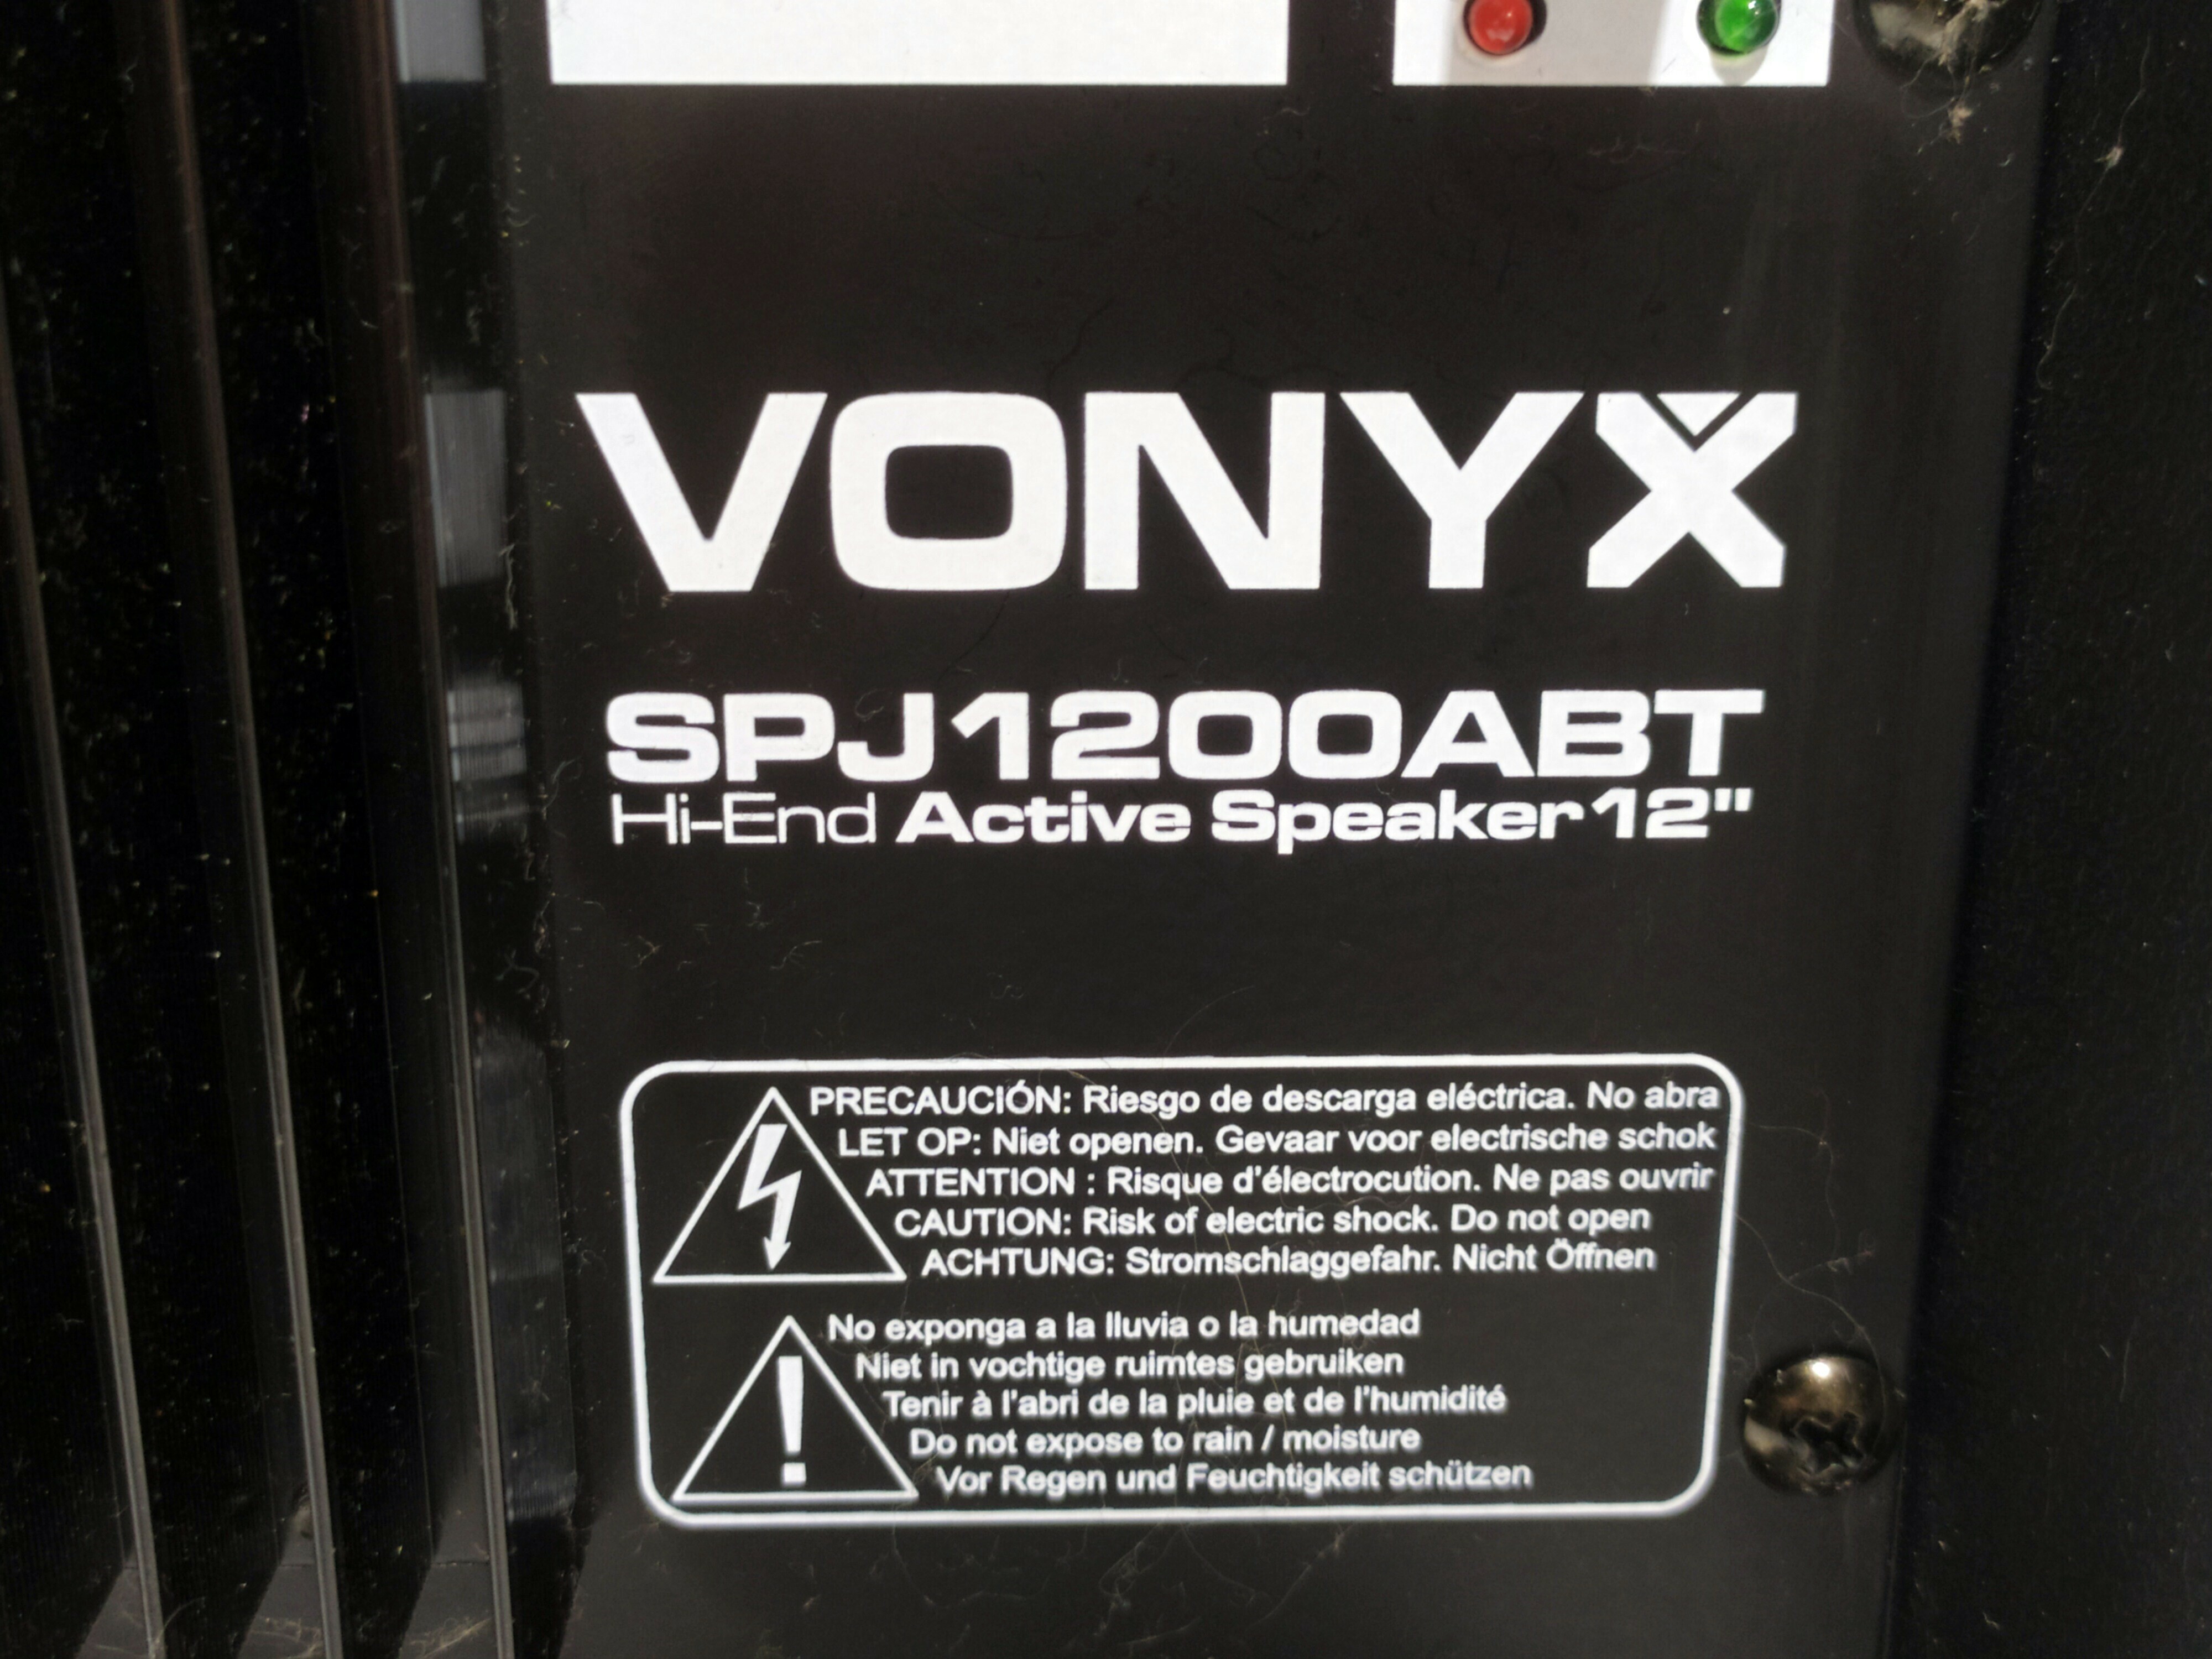 VONYX
SPJ1200ABT
Hi-End Active Speaker 12"
PRECAUCIÓN: Riesgo de descarga eléctrica. No abra
LET OP: Niet openen. Gevaar voor electrische schok
ATTENTION : Risque d'électrocution. Ne pas ouvrir
CAUTION: Risk of electric shock. Do not open
ACHTUNG: Stromschlaggefahr. Nicht Öffnen
No exponga a la lluvia o la humedad
Niet in vochtige ruimtes gebruiken
Tenir à l'abri de la pluie et de l'humidité
Do not expose to rain / moisture
Vor Regen und Feuchtigkeit schützen